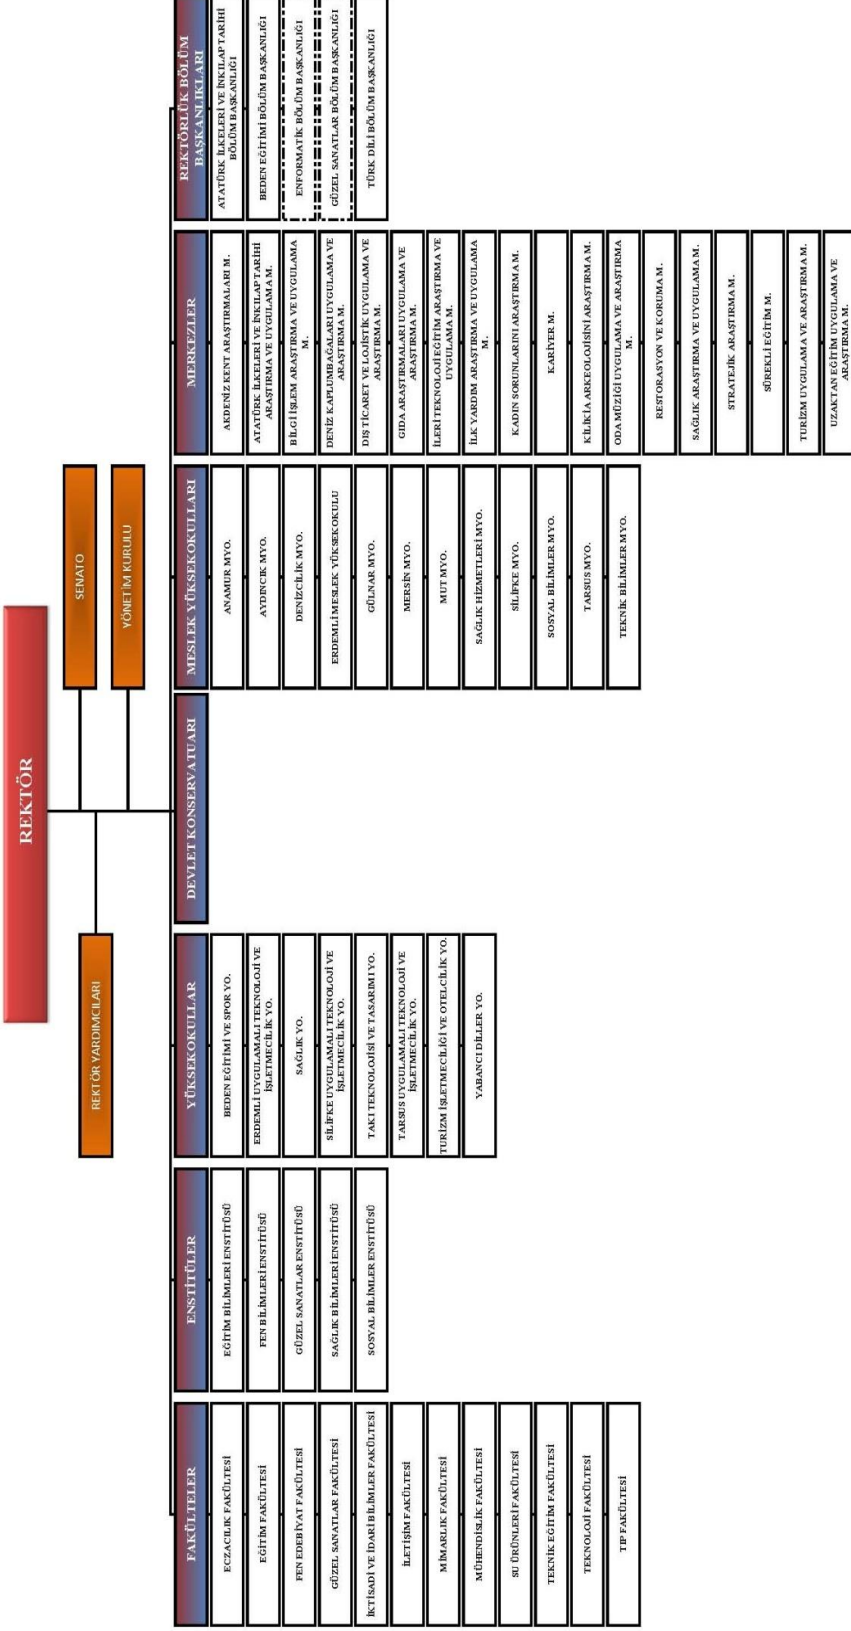 REKTÖR
REKTÖR YARDIMCILARI
SENATO
YÖNETİM KURULU
FAKÜLTELER
ECZACILIK FAKÜLTESİ
EĞİTİM FAKÜLTESİ
FEN EDEBİYAT FAKÜLTESİ
GÜZEL SANATLAR FAKÜLTESİ
İKTİSADİ VE İDARİ BİLİMLER FAKÜLTESİ
İLETİŞİM FAKÜLTESİ
MİMARLIK FAKÜLTESİ
MÜHENDİSLİK FAKÜLTESİ
SU ÜRÜNLERİ FAKÜLTESİ
TEKNİK EĞİTİM FAKÜLTESİ
TEKNOLOJİ FAKÜLTESİ
TIP FAKÜLTESİ
ENSTİTÜLER
EĞİTİM BİLİMLERİ ENSTİTÜSÜ
FEN BİLİMLERİ ENSTİTÜSÜ
GÜZEL SANATLAR ENSTİTÜSÜ
SAĞLIK BİLİMLERİ ENSTİTÜSÜ
SOSYAL BİLİMLER ENSTİTÜSÜ
YÜKSEKOKULLAR
BEDEN EĞİTİMİ VE SPOR YO.
ERDEMLİ UYGULAMALI TEKNOLOJİ VE
İŞLETMECİLİK YO.
SAĞLIK YO.
SİLİFKE UYGULAMALI TEKNOLOJİ VE
İŞLETMECİLİK YO.
TAKI TEKNOLOJİSİ VE TASARIMI YO.
TARSUS UYGULAMALI TEKNOLOJİ VE
İŞLETMECİLİK YO.
TURİZM İŞLETMECİLİĞİ VE OTELCİLİK YO.
YABANCI DİLLER YO.
DEVLET KONSERVATUARI
MESLEK YÜKSEKOKULLARI
ANAMUR MYO.
AYDINCIK MYO.
DENİZCİLİK MYO.
ERDEMLİ MESLEK YÜKSEKOKULU
GÜLNAR MYO.
MERSİN MYO.
MUT MYO.
SAĞLIK HİZMETLERİ MYO.
SİLİFKE MYO.
SOSYAL BİLİMLER MYO.
TARSUS MYO.
TEKNİK BİLİMLER MYO.
MERKEZLER
AKDENİZ KENT ARAŞTIRMALARI M.
ATATÜRK İLKELERİ VE İNKILAP TARİHİ
ARAŞTIRMA VE UYGULAMA M.
BİLGİ İŞLEM ARAŞTIRMA VE UYGULAMA
M.
DENİZ KAPLUMBAĞALARI UYGULAMA VE
ARAŞTIRMA M.
DIŞ TİCARET VE LOJİSTİK UYGULAMA VE
ARAŞTIRMA M.
GIDA ARAŞTIRMALARI UYGULAMA VE
ARAŞTIRMA M.
İLERİ TEKNOLOJİ EĞİTİM ARAŞTIRMA VE
UYGULAMA M.
İLK YARDIM ARAŞTIRMA VE UYGULAMA
M.
KADIN SORUNLARINI ARAŞTIRMA M.
KARİYER M.
KİLİKİA ARKEOLOJİSİNİ ARAŞTIRMA M.
ODA MÜZİĞİ UYGULAMA VE ARAŞTIRMA
M.
RESTORASYON VE KORUMA M.
SAĞLIK ARAŞTIRMA VE UYGULAMA M.
STRATEJİK ARAŞTIRMA M.
SÜREKLİ EĞİTİM M.
TURİZM UYGULAMA VE ARAŞTIRMA M.
UZAKTAN EĞİTİM UYGULAMA VE
ARAŞTIRMA M.
REKTÖRLÜK BÖLÜM
BAŞKANLIKLARI
ATATÜRK İLKELERİ VE İNKILAP TARİHİ
BÖLÜM BAŞKANLIĞI
BEDEN EĞİTİMİ BÖLÜM BAŞKANLIĞI
ENFORMATİK BÖLÜM BAŞKANLIĞI
GÜZEL SANATLAR BÖLÜM BAŞKANLIĞI
TÜRK DİLİ BÖLÜM BAŞKANLIĞI